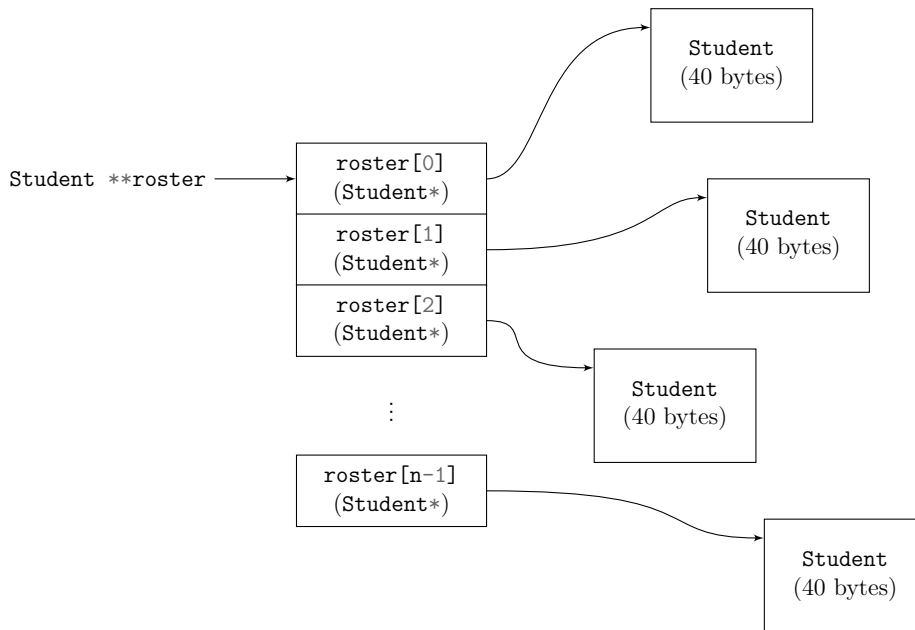 Student
(40 bytes)
Student **roster
roster[0]
(Student*)
roster[1]
(Student*)
Student
(40 bytes)
roster[2]
(Student*)
Student
(40 bytes)
⋮
roster[n-1]
(Student*)
Student
(40 bytes)